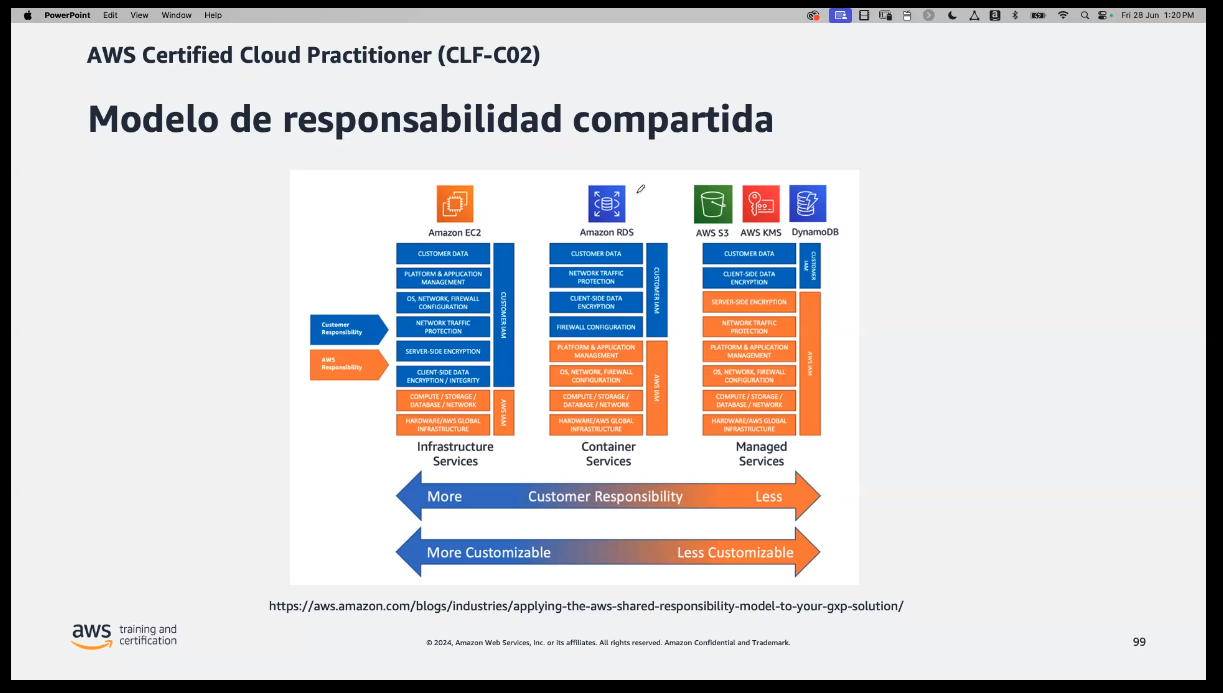 PowerPoint Edit View Window Help
Fri 28 Jun 1:20 PM
AWS Certified Cloud Practitioner (CLF-C02)
Modelo de responsabilidad compartida
Amazon EC2
CUSTOMER DATA
PLATFORM & APPLICATION
MANAGEMENT
OS, NETWORK, FIREWALL
CONFIGURATION
NETWORK TRAFFIC
PROTECTION
SERVER-SIDE ENCRYPTION
CLIENT-SIDE DATA
ENCRYPTION / INTEGRITY
COMPUTE / STORAGE /
DATABASE / NETWORK
HARDWARE/AWS GLOBAL
INFRASTRUCTURE
CUSTOMER IAM
AWS IAM
Infrastructure
Services
Customer
Responsibility
AWS
Responsibility
Amazon RDS
CUSTOMER DATA
NETWORK TRAFFIC
PROTECTION
CLIENT-SIDE DATA
ENCRYPTION
FIREWALL CONFIGURATION
PLATFORM & APPLICATION
MANAGEMENT
OS, NETWORK, FIREWALL
CONFIGURATION
COMPUTE / STORAGE /
DATABASE / NETWORK
HARDWARE/AWS GLOBAL
INFRASTRUCTURE
CUSTOMER IAM
AWS IAM
Container
Services
AWS S3 AWS KMS DynamoDB
CUSTOMER DATA
CLIENT-SIDE DATA
ENCRYPTION
SERVER-SIDE ENCRYPTION
NETWORK TRAFFIC
PROTECTION
PLATFORM & APPLICATION
MANAGEMENT
OS, NETWORK, FIREWALL
CONFIGURATION
COMPUTE / STORAGE /
DATABASE / NETWORK
HARDWARE/AWS GLOBAL
INFRASTRUCTURE
CUSTOMER
IAM
AWS IAM
Managed
Services
More Customer Responsibility Less
More Customizable Less Customizable
https://aws.amazon.com/blogs/industries/applying-the-aws-shared-responsibility-model-to-your-gxp-solution/
aws training and
certification
© 2024, Amazon Web Services, Inc. or its affiliates. All rights reserved. Amazon Confidential and Trademark.
99